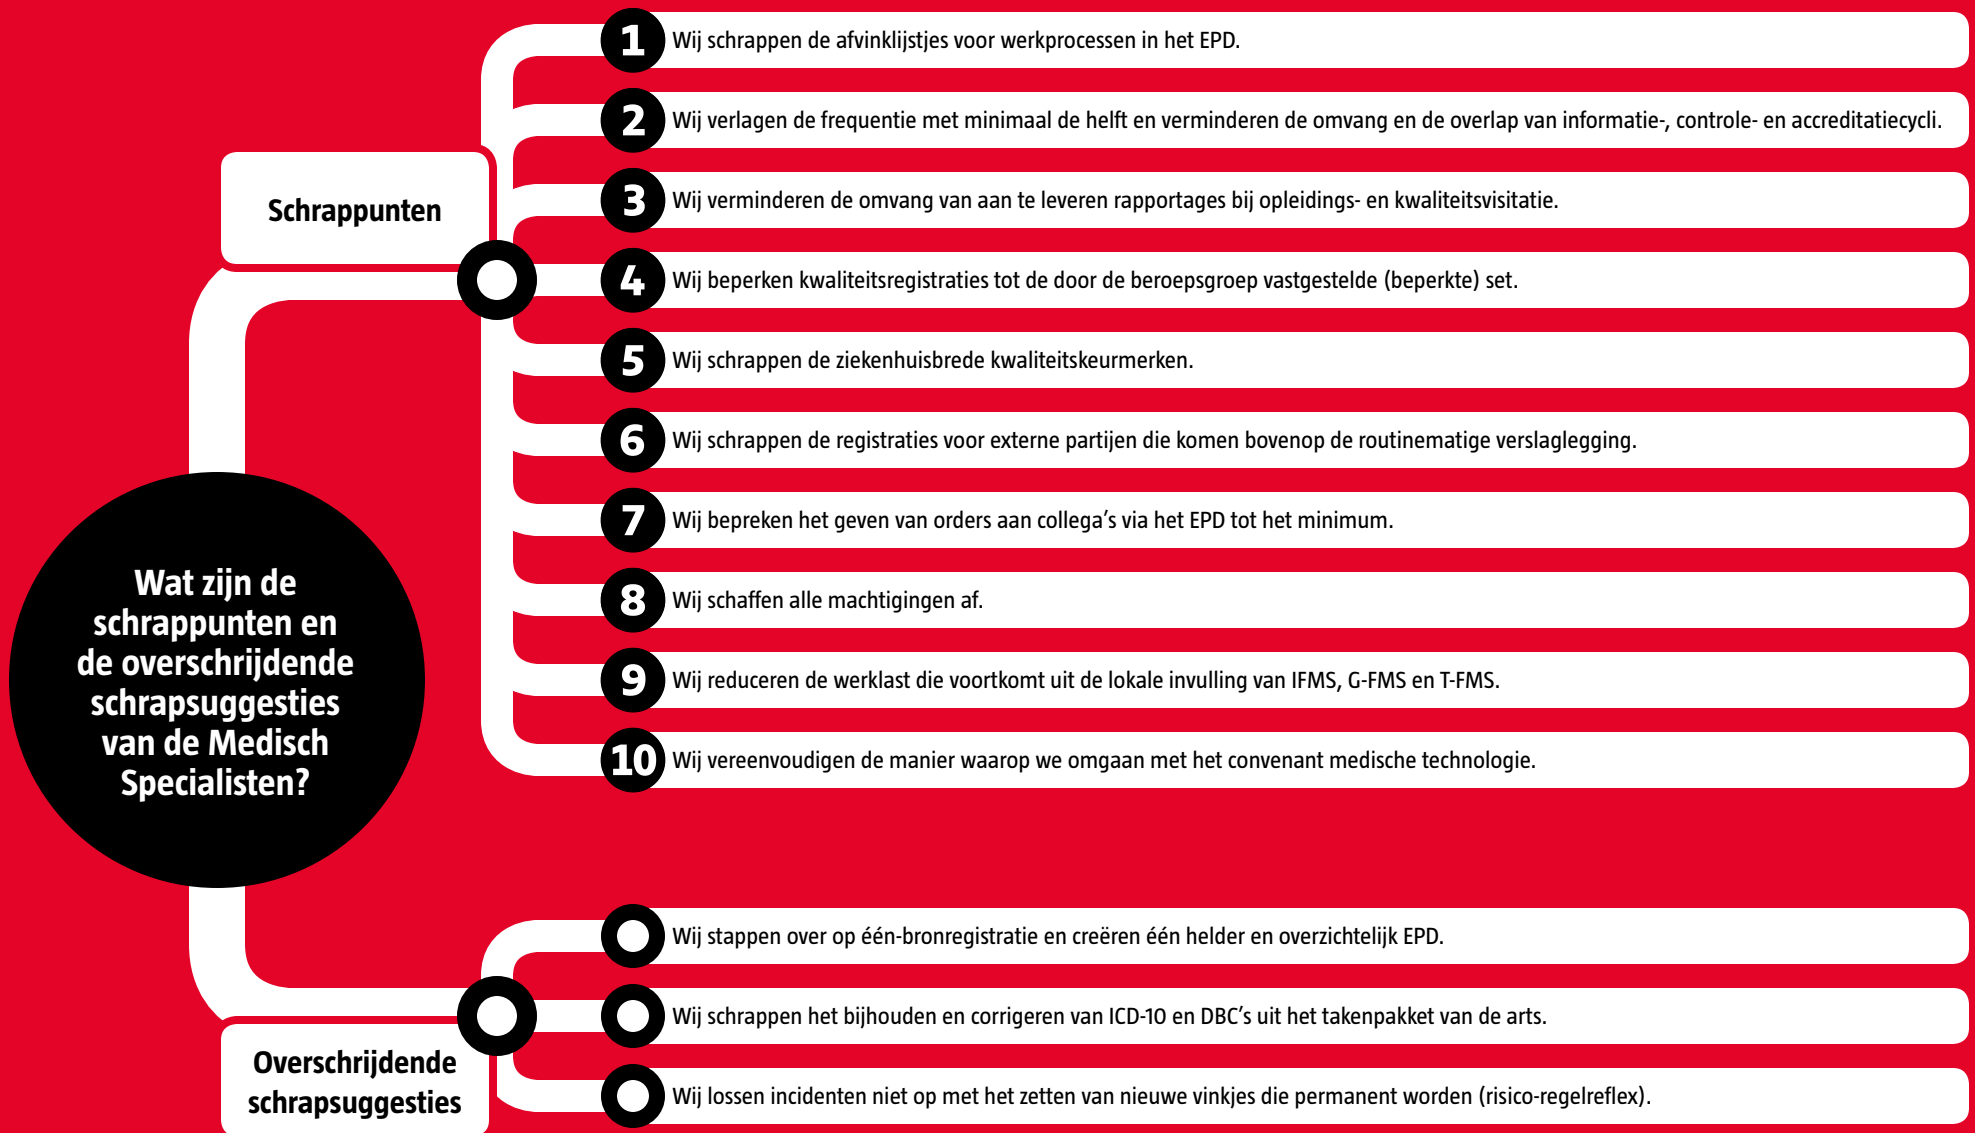 Wat zijn de
schrappunten en
de overschrijdende
schrapsuggesties
van de Medisch
Specialisten?
Schrappunten
1 Wij schrappen de afvinklijstjes voor werkprocessen in het EPD.
2 Wij verlagen de frequentie met minimaal de helft en verminderen de omvang en de overlap van informatie-, controle- en accreditatiecycli.
3 Wij verminderen de omvang van aan te leveren rapportages bij opleidings- en kwaliteitsvisitatie.
4 Wij beperken kwaliteitsregistraties tot de door de beroepsgroep vastgestelde (beperkte) set.
5 Wij schrappen de ziekenhuisbrede kwaliteitskeurmerken.
6 Wij schrappen de registraties voor externe partijen die komen bovenop de routinematige verslaglegging.
7 Wij bepreken het geven van orders aan collega's via het EPD tot het minimum.
8 Wij schaffen alle machtigingen af.
9 Wij reduceren de werklast die voortkomt uit de lokale invulling van IFMS, G-FMS en T-FMS.
10 Wij vereenvoudigen de manier waarop we omgaan met het convenant medische technologie.
Overschrijdende
schrapsuggesties
Wij stappen over op één-bronregistratie en creëren één helder en overzichtelijk EPD.
Wij schrappen het bijhouden en corrigeren van ICD-10 en DBC's uit het takenpakket van de arts.
Wij lossen incidenten niet op met het zetten van nieuwe vinkjes die permanent worden (risico-regelreflex).